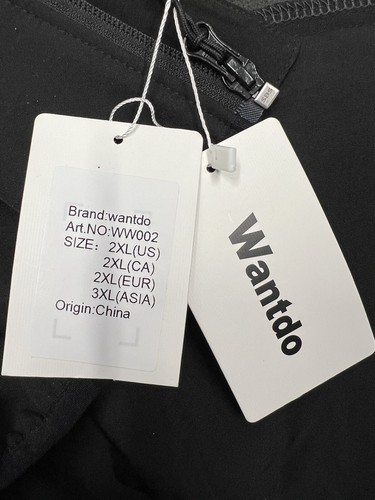 Brand:wantdo
Art.NO:WW002
SIZE: 2XL(US)
2XL(CA)
2XL(EUR)
3XL(ASIA)
Origin:China
Wantdo